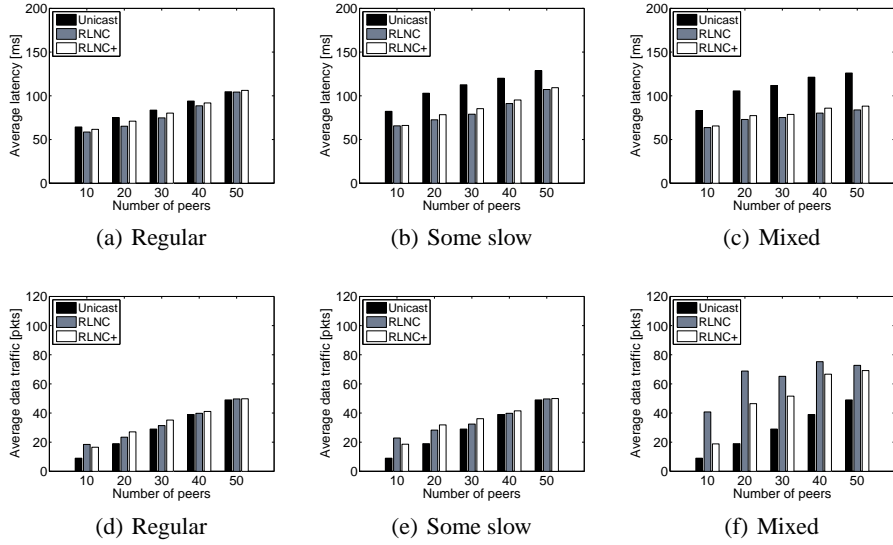 200
150
100
50
0
Average latency [ms]
Unicast
RLNC
RLNC+
10 20 30 40 50
Number of peers
(a) Regular
200
150
100
50
0
Average latency [ms]
Unicast
RLNC
RLNC+
10 20 30 40 50
Number of peers
(b) Some slow
200
150
100
50
0
Average latency [ms]
Unicast
RLNC
RLNC+
10 20 30 40 50
Number of peers
(c) Mixed
120
100
80
60
40
20
0
Average data traffic [pkts]
Unicast
RLNC
RLNC+
10 20 30 40 50
Number of peers
(d) Regular
120
100
80
60
40
20
0
Average data traffic [pkts]
Unicast
RLNC
RLNC+
10 20 30 40 50
Number of peers
(e) Some slow
120
100
80
60
40
20
0
Average data traffic [pkts]
Unicast
RLNC
RLNC+
10 20 30 40 50
Number of peers
(f) Mixed